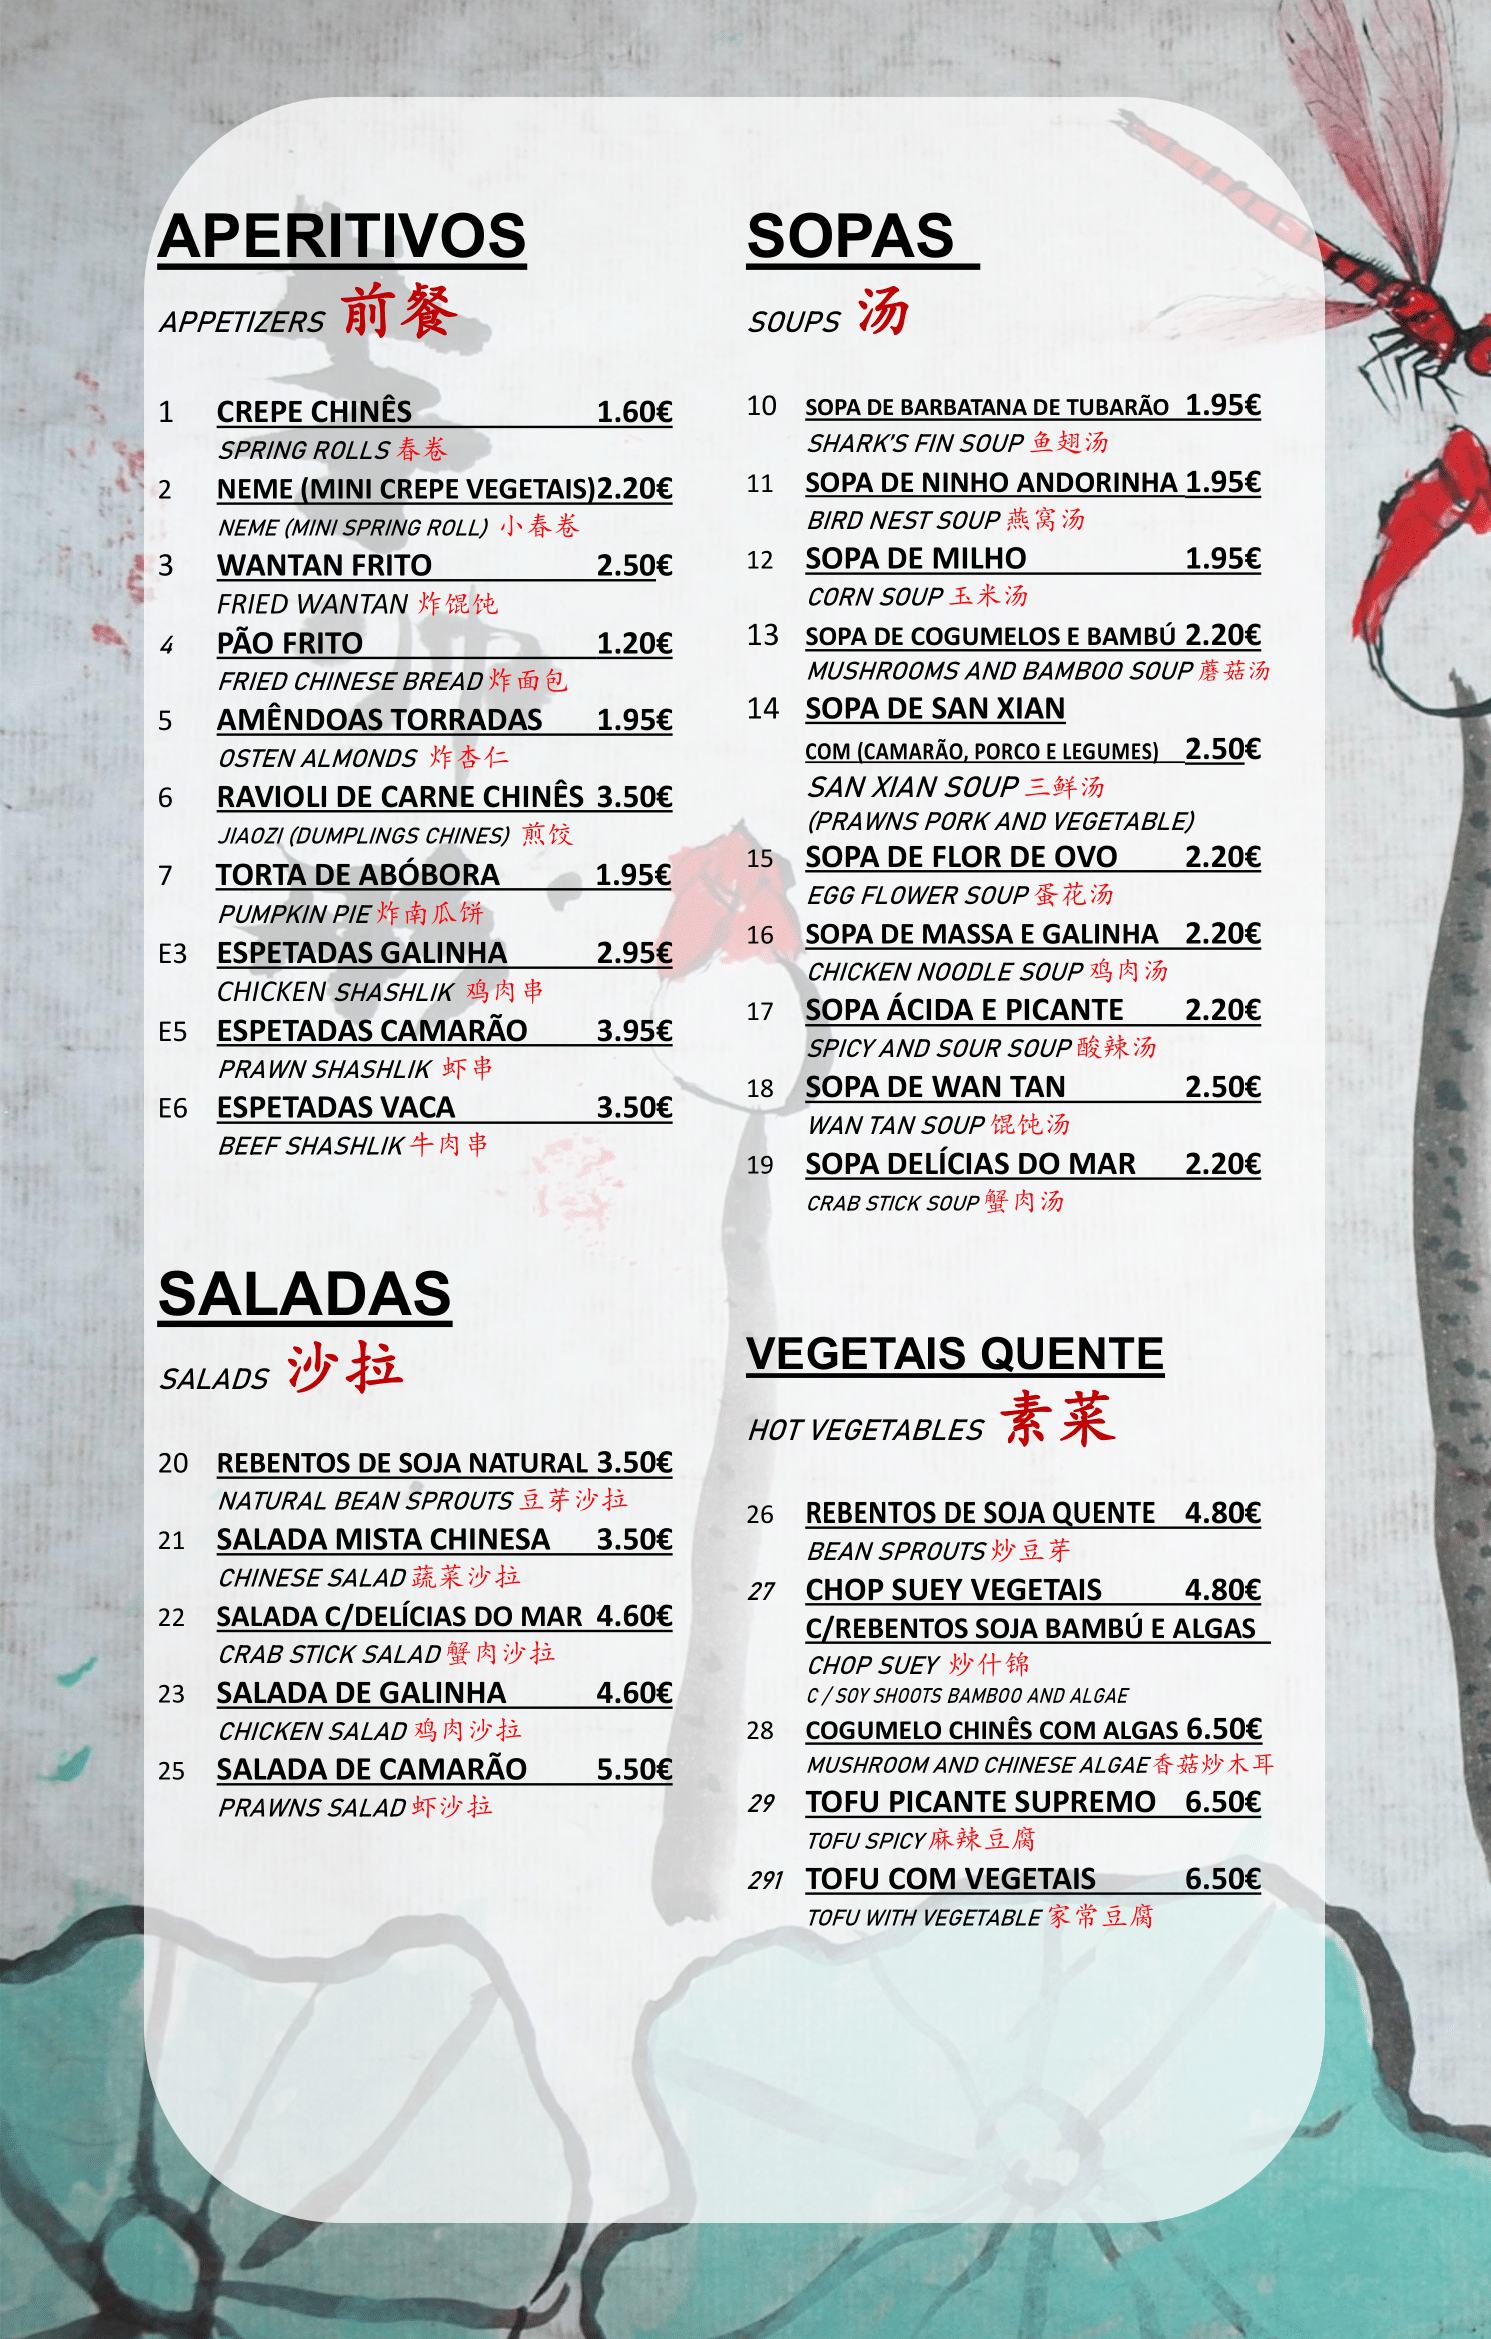 APERITIVOS
APPETIZERS 前餐
1 CREPE CHINÊS 1.60€
SPRING ROLLS 春卷
2 NEME (MINI CREPE VEGETAIS)2.20€
NEME (MINI SPRING ROLL) 小春卷
3 WANTAN FRITO 2.50€
FRIED WANTAN 炸馄饨
4 PÃO FRITO 1.20€
FRIED CHINESE BREAD 炸面包
5 AMÊNDOAS TORRADAS 1.95€
OSTEN ALMONDS 炸杏仁
6 RAVIOLI DE CARNE CHINÊS 3.50€
JIAOZI (DUMPLINGS CHINES) 煎饺
7 TORTA DE ABÓBORA 1.95€
PUMPKIN PIE 炸南瓜饼
E3 ESPETADAS GALINHA 2.95€
CHICKEN SHASHLIK 鸡肉串
E5 ESPETADAS CAMARÃO 3.95€
PRAWN SHASHLIK 虾串
E6 ESPETADAS VACA 3.50€
BEEF SHASHLIK 牛肉串
SALADAS
SALADS 沙拉
20 REBENTOS DE SOJA NATURAL 3.50€
NATURAL BEAN SPROUTS 豆芽沙拉
21 SALADA MISTA CHINESA 3.50€
CHINESE SALAD 蔬菜沙拉
22 SALADA C/DELÍCIAS DO MAR 4.60€
CRAB STICK SALAD 蟹肉沙拉
23 SALADA DE GALINHA 4.60€
CHICKEN SALAD 鸡肉沙拉
25 SALADA DE CAMARÃO 5.50€
PRAWNS SALAD 虾沙拉
SOPAS
SOUPS 汤
10 SOPA DE BARBATANA DE TUBARÃO 1.95€
SHARK'S FIN SOUP 鱼翅汤
11 SOPA DE NINHO ANDORINHA 1.95€
BIRD NEST SOUP 燕窝汤
12 SOPA DE MILHO 1.95€
CORN SOUP 玉米汤
13 SOPA DE COGUMELOS E BAMBÚ 2.20€
MUSHROOMS AND BAMBOO SOUP 蘑菇汤
14 SOPA DE SAN XIAN
COM (CAMARÃO, PORCO E LEGUMES) 2.50€
SAN XIAN SOUP 三鲜汤
(PRAWNS PORK AND VEGETABLE)
15 SOPA DE FLOR DE OVO 2.20€
EGG FLOWER SOUP 蛋花汤
16 SOPA DE MASSA E GALINHA 2.20€
CHICKEN NOODLE SOUP 鸡肉汤
17 SOPA ÁCIDA E PICANTE 2.20€
SPICY AND SOUR SOUP 酸辣汤
18 SOPA DE WAN TAN 2.50€
WAN TAN SOUP 馄饨汤
19 SOPA DELÍCIAS DO MAR 2.20€
CRAB STICK SOUP 蟹肉汤
VEGETAIS QUENTE
HOT VEGETABLES 素菜
26 REBENTOS DE SOJA QUENTE 4.80€
BEAN SPROUTS 炒豆芽
27 CHOP SUEY VEGETAIS 4.80€
C/REBENTOS SOJA BAMBÚ E ALGAS
CHOP SUEY 炒什锦
C / SOY SHOOTS BAMBOO AND ALGAE
28 COGUMELO CHINÊS COM ALGAS 6.50€
MUSHROOM AND CHINESE ALGAE 香菇炒木耳
29 TOFU PICANTE SUPREMO 6.50€
TOFU SPICY 麻辣豆腐
291 TOFU COM VEGETAIS 6.50€
TOFU WITH VEGETABLE 家常豆腐